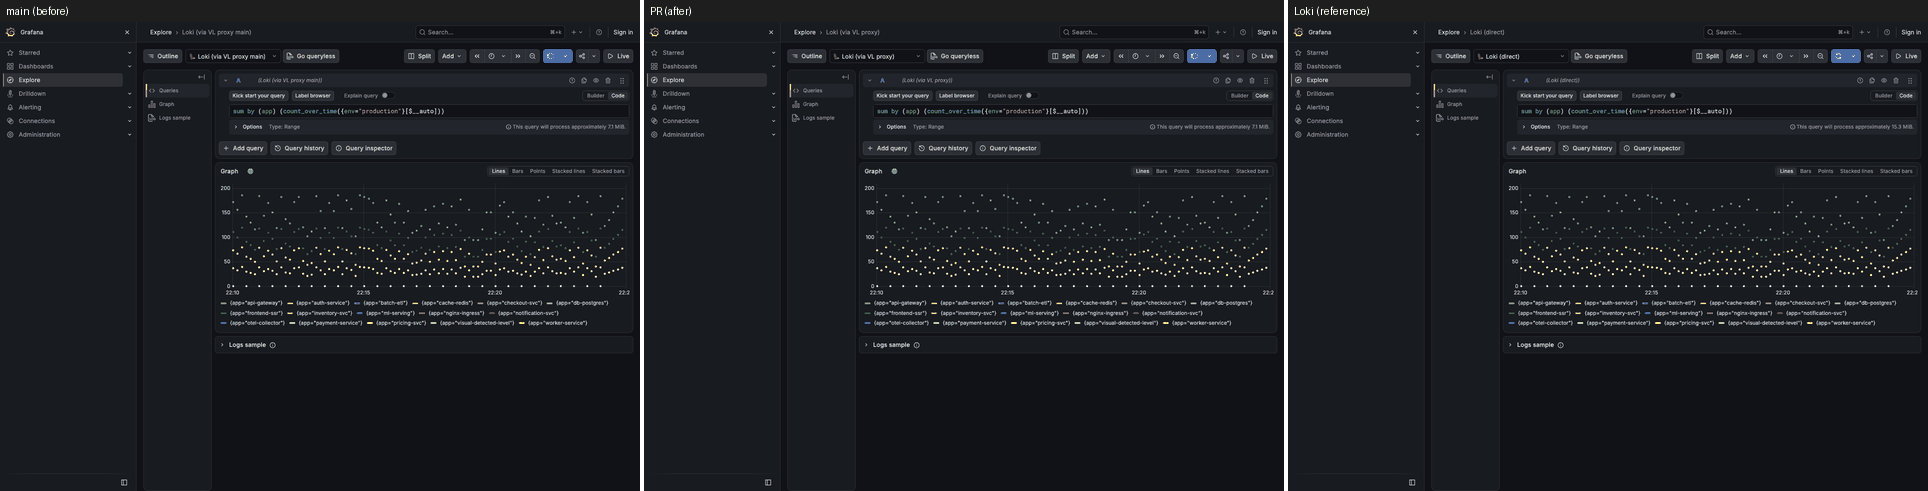 main (before)
Grafana
Explore › Loki (via VL proxy main)
Search...
⌘+k
Sign in
Starred
Dashboards
Explore
Drilldown
Alerting
Connections
Administration
Outline
Loki (via VL proxy main)
Go queryless
Split
Add
Live
Queries
Graph
Logs sample
A
(Loki (via VL proxy main))
Kick start your query
Label browser
Explain query
Builder
Code
sum by (app) (count_over_time({env="production"}[$__auto]))
Options
Type: Range
This query will process approximately 7.1 MiB.
Add query
Query history
Query inspector
Graph
Lines
Bars
Points
Stacked lines
Stacked bars
200
150
100
50
0
22:10
22:15
22:20
22:2
{app="api-gateway"} {app="auth-service"} {app="batch-etl"} {app="cache-redis"} {app="checkout-svc"} {app="db-postgres"}
{app="frontend-ssr"} {app="inventory-svc"} {app="ml-serving"} {app="nginx-ingress"} {app="notification-svc"}
{app="otel-collector"} {app="payment-service"} {app="pricing-svc"} {app="visual-detected-level"} {app="worker-service"}
Logs sample
PR (after)
Grafana
Explore › Loki (via VL proxy)
Search...
⌘+k
Sign in
Starred
Dashboards
Explore
Drilldown
Alerting
Connections
Administration
Outline
Loki (via VL proxy)
Go queryless
Split
Add
Live
Queries
Graph
Logs sample
A
(Loki (via VL proxy))
Kick start your query
Label browser
Explain query
Builder
Code
sum by (app) (count_over_time({env="production"}[$__auto]))
Options
Type: Range
This query will process approximately 7.1 MiB.
Add query
Query history
Query inspector
Graph
Lines
Bars
Points
Stacked lines
Stacked bars
200
150
100
50
0
22:10
22:15
22:20
22:2
{app="api-gateway"} {app="auth-service"} {app="batch-etl"} {app="cache-redis"} {app="checkout-svc"} {app="db-postgres"}
{app="frontend-ssr"} {app="inventory-svc"} {app="ml-serving"} {app="nginx-ingress"} {app="notification-svc"}
{app="otel-collector"} {app="payment-service"} {app="pricing-svc"} {app="visual-detected-level"} {app="worker-service"}
Logs sample
Loki (reference)
Grafana
Explore › Loki (direct)
Search...
⌘+k
Sign in
Starred
Dashboards
Explore
Drilldown
Alerting
Connections
Administration
Outline
Loki (direct)
Go queryless
Split
Add
Live
Queries
Graph
Logs sample
A
(Loki (direct))
Kick start your query
Label browser
Explain query
Builder
Code
sum by (app) (count_over_time({env="production"}[$__auto]))
Options
Type: Range
This query will process approximately 15.3 MiB.
Add query
Query history
Query inspector
Graph
Lines
Bars
Points
Stacked lines
Stacked bars
200
150
100
50
0
22:10
22:15
22:20
22:2
{app="api-gateway"} {app="auth-service"} {app="batch-etl"} {app="cache-redis"} {app="checkout-svc"} {app="db-postgres"}
{app="frontend-ssr"} {app="inventory-svc"} {app="ml-serving"} {app="nginx-ingress"} {app="notification-svc"}
{app="otel-collector"} {app="payment-service"} {app="pricing-svc"} {app="visual-detected-level"} {app="worker-service"}
Logs sample